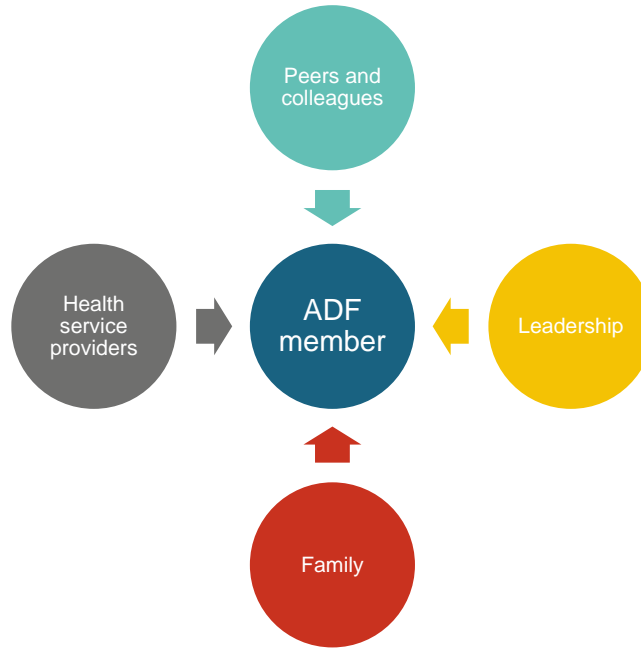 Peers and
colleagues
Health
service
providers
ADF
member
Leadership
Family